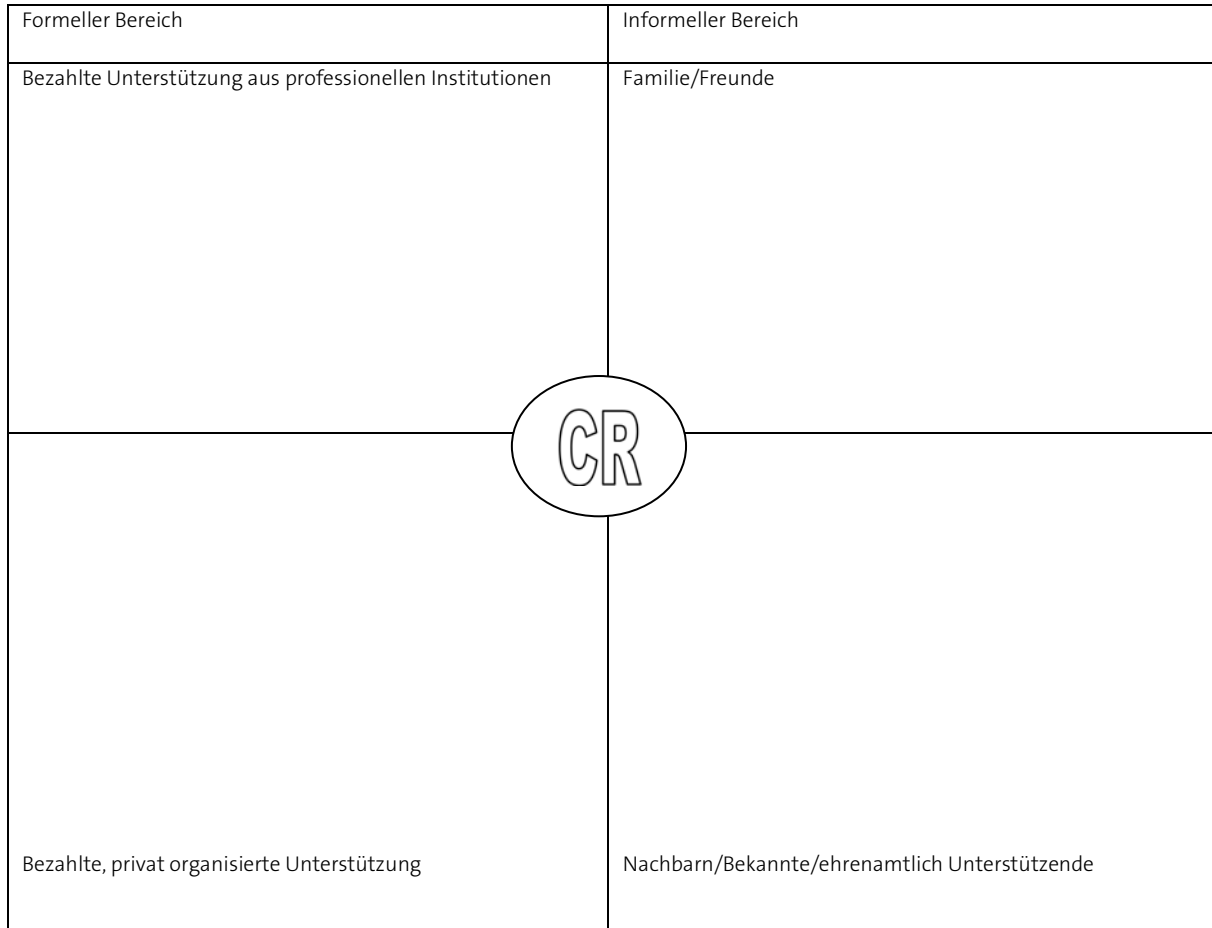 Formeller Bereich
Informeller Bereich
Bezahlte Unterstützung aus professionellen Institutionen
Familie/Freunde
CR
Bezahlte, privat organisierte Unterstützung
Nachbarn/Bekannte/ehrenamtlich Unterstützende